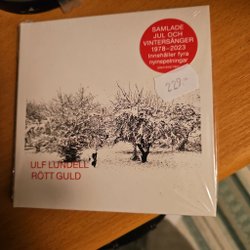 SAMLADE
JUL OCH
VINTERSÅNGER
1978–2023
Innehåller fyra
nyinspelningar
229:-
ULF LUNDELL
RÖTT GULD